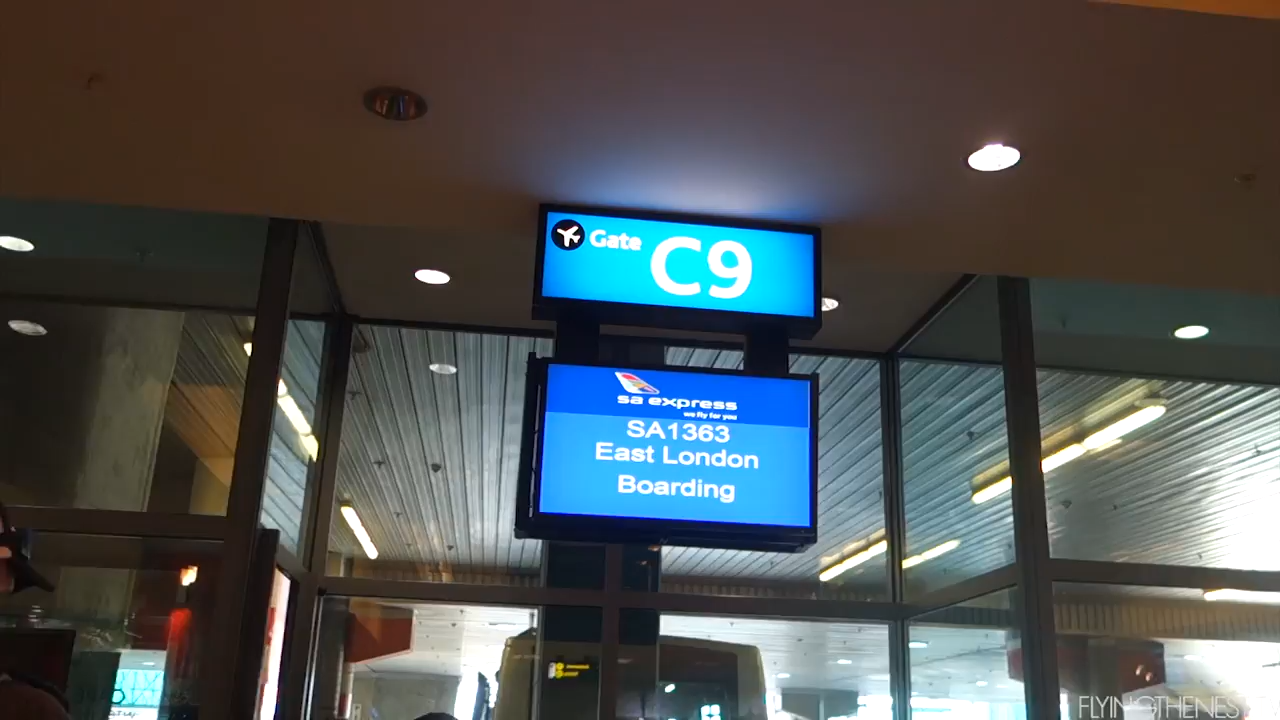 Gate C9
sa express
we fly for you
SA1363
East London
Boarding
FLYINGTHENEST